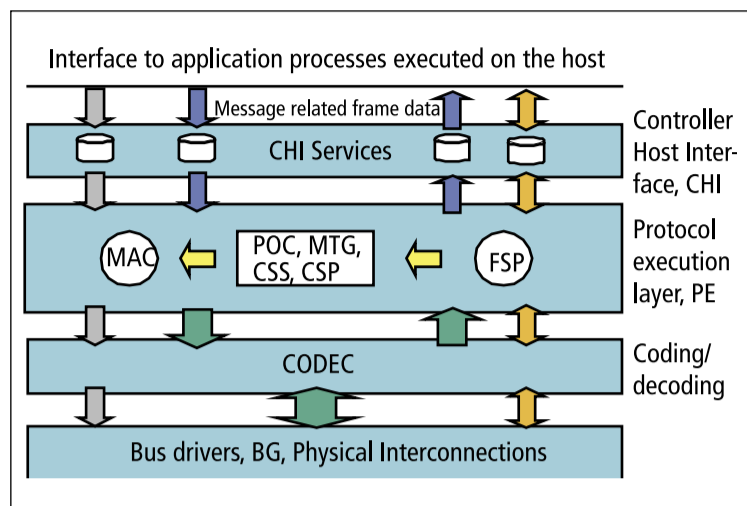 Interface to application processes executed on the host
Message related frame data
CHI Services
Controller
Host Inter-
face, CHI
MAC
POC, MTG,
CSS, CSP
FSP
Protocol
execution
layer, PE
CODEC
Coding/
decoding
Bus drivers, BG, Physical Interconnections